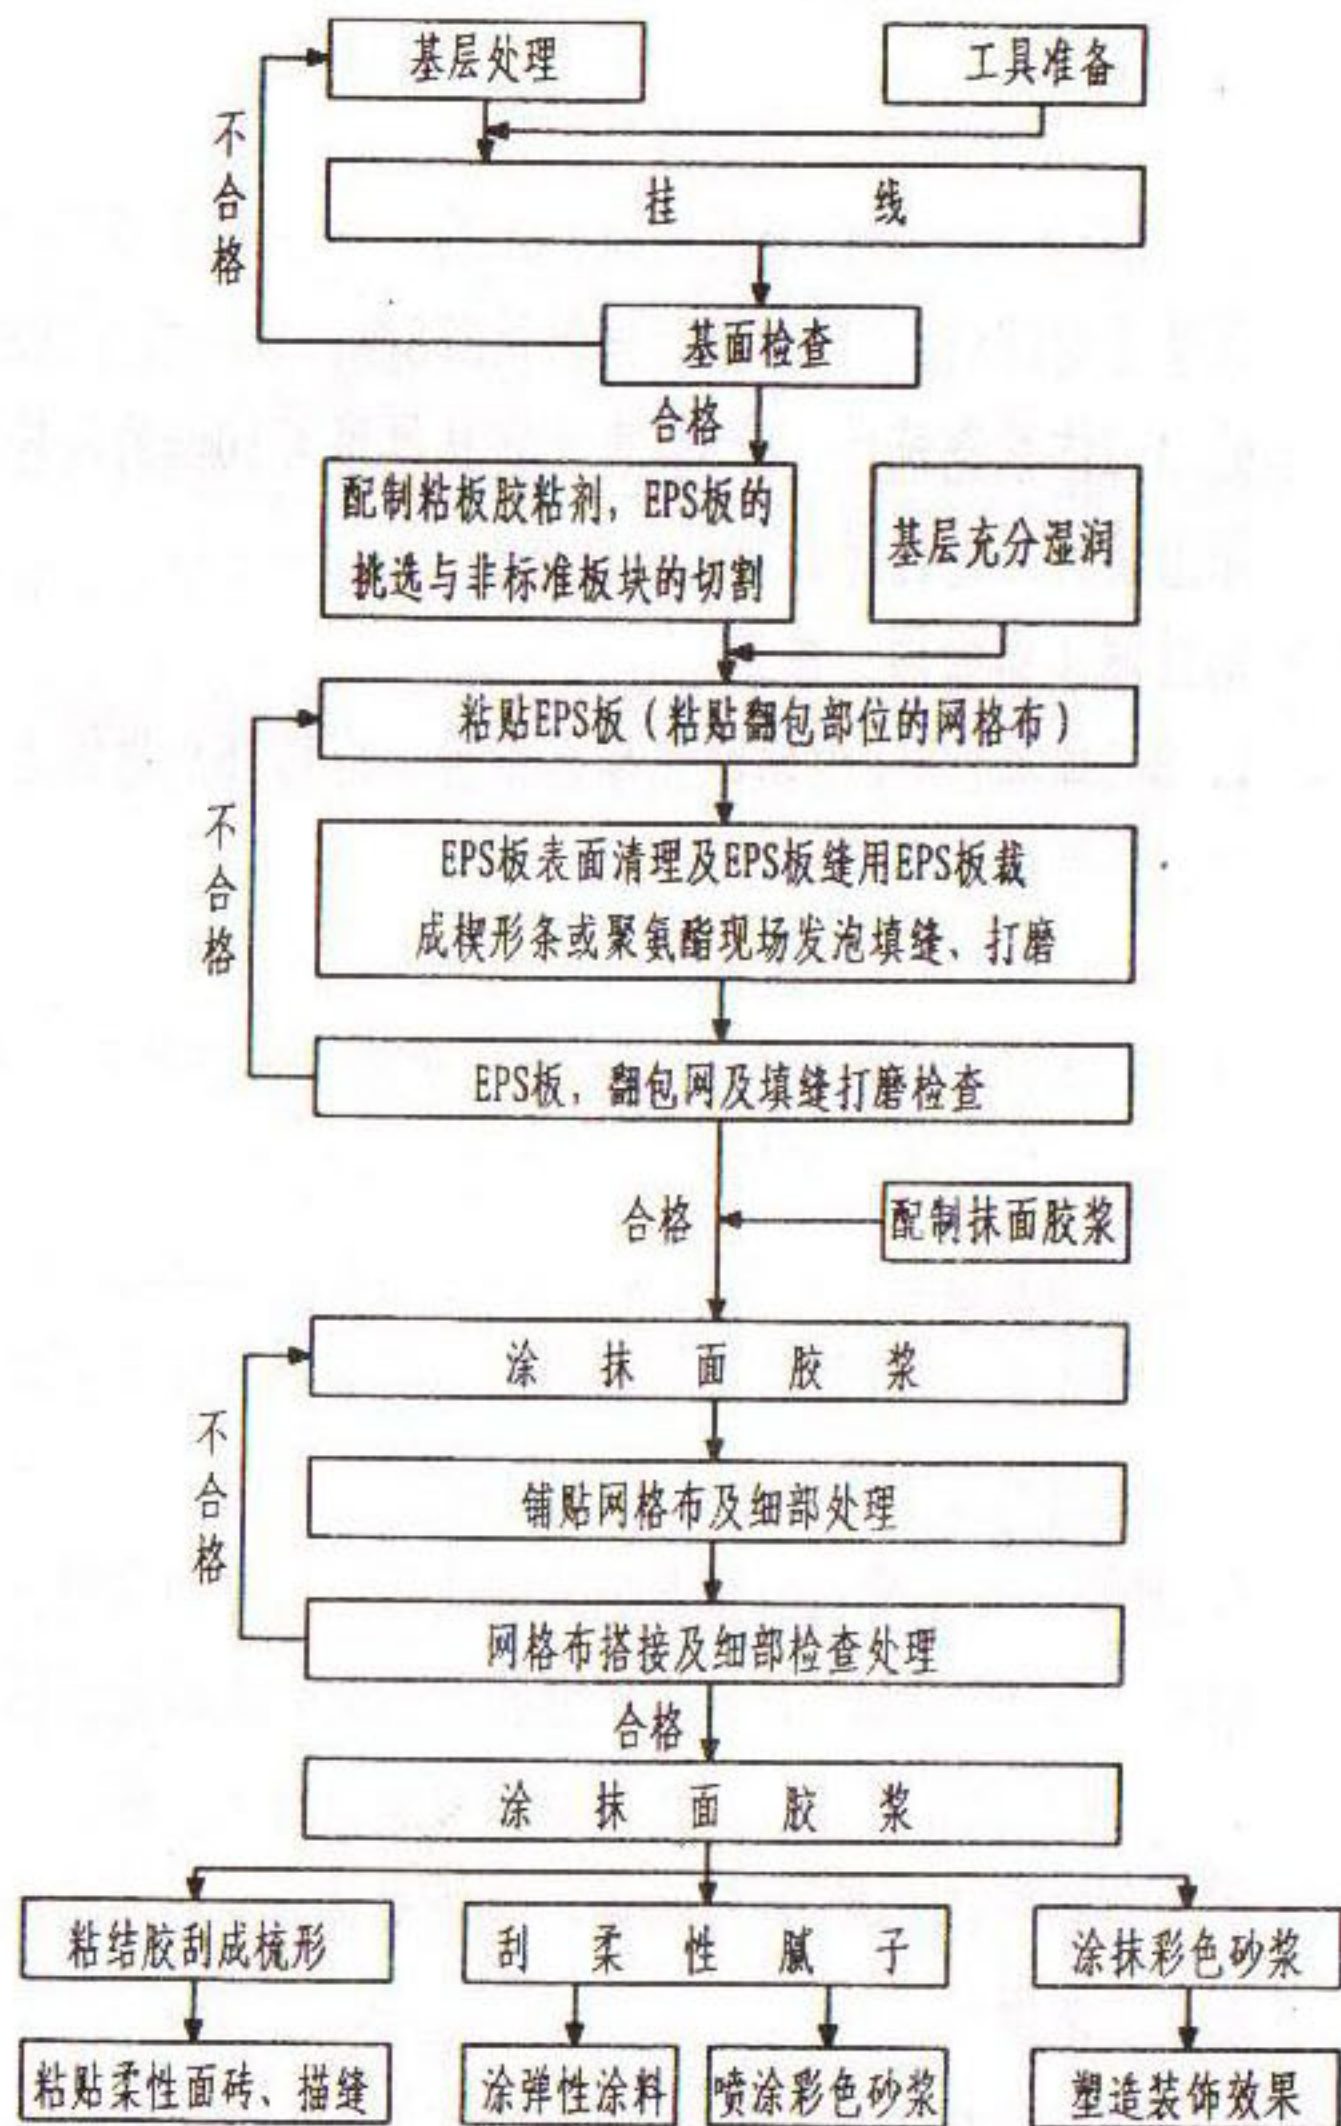 基层处理
工具准备
不合格
挂线
基面检查
合格
配制粘板胶粘剂，EPS板的
挑选与非标准板块的切割
基层充分湿润
粘贴EPS板（粘贴翻包部位的网格布）
不合格
EPS板表面清理及EPS板缝用EPS板载
成楔形条或聚氨酯现场发泡填缝、打磨
EPS板，翻包网及填缝打磨检查
合格
配制抹面胶浆
涂抹面胶浆
不合格
铺贴网格布及细部处理
网格布搭接及细部检查处理
合格
涂抹面胶浆
粘结胶刮成梳形
刮柔性腻子
涂抹彩色砂浆
粘贴柔性面砖、描缝
涂弹性涂料
喷涂彩色砂浆
塑造装饰效果